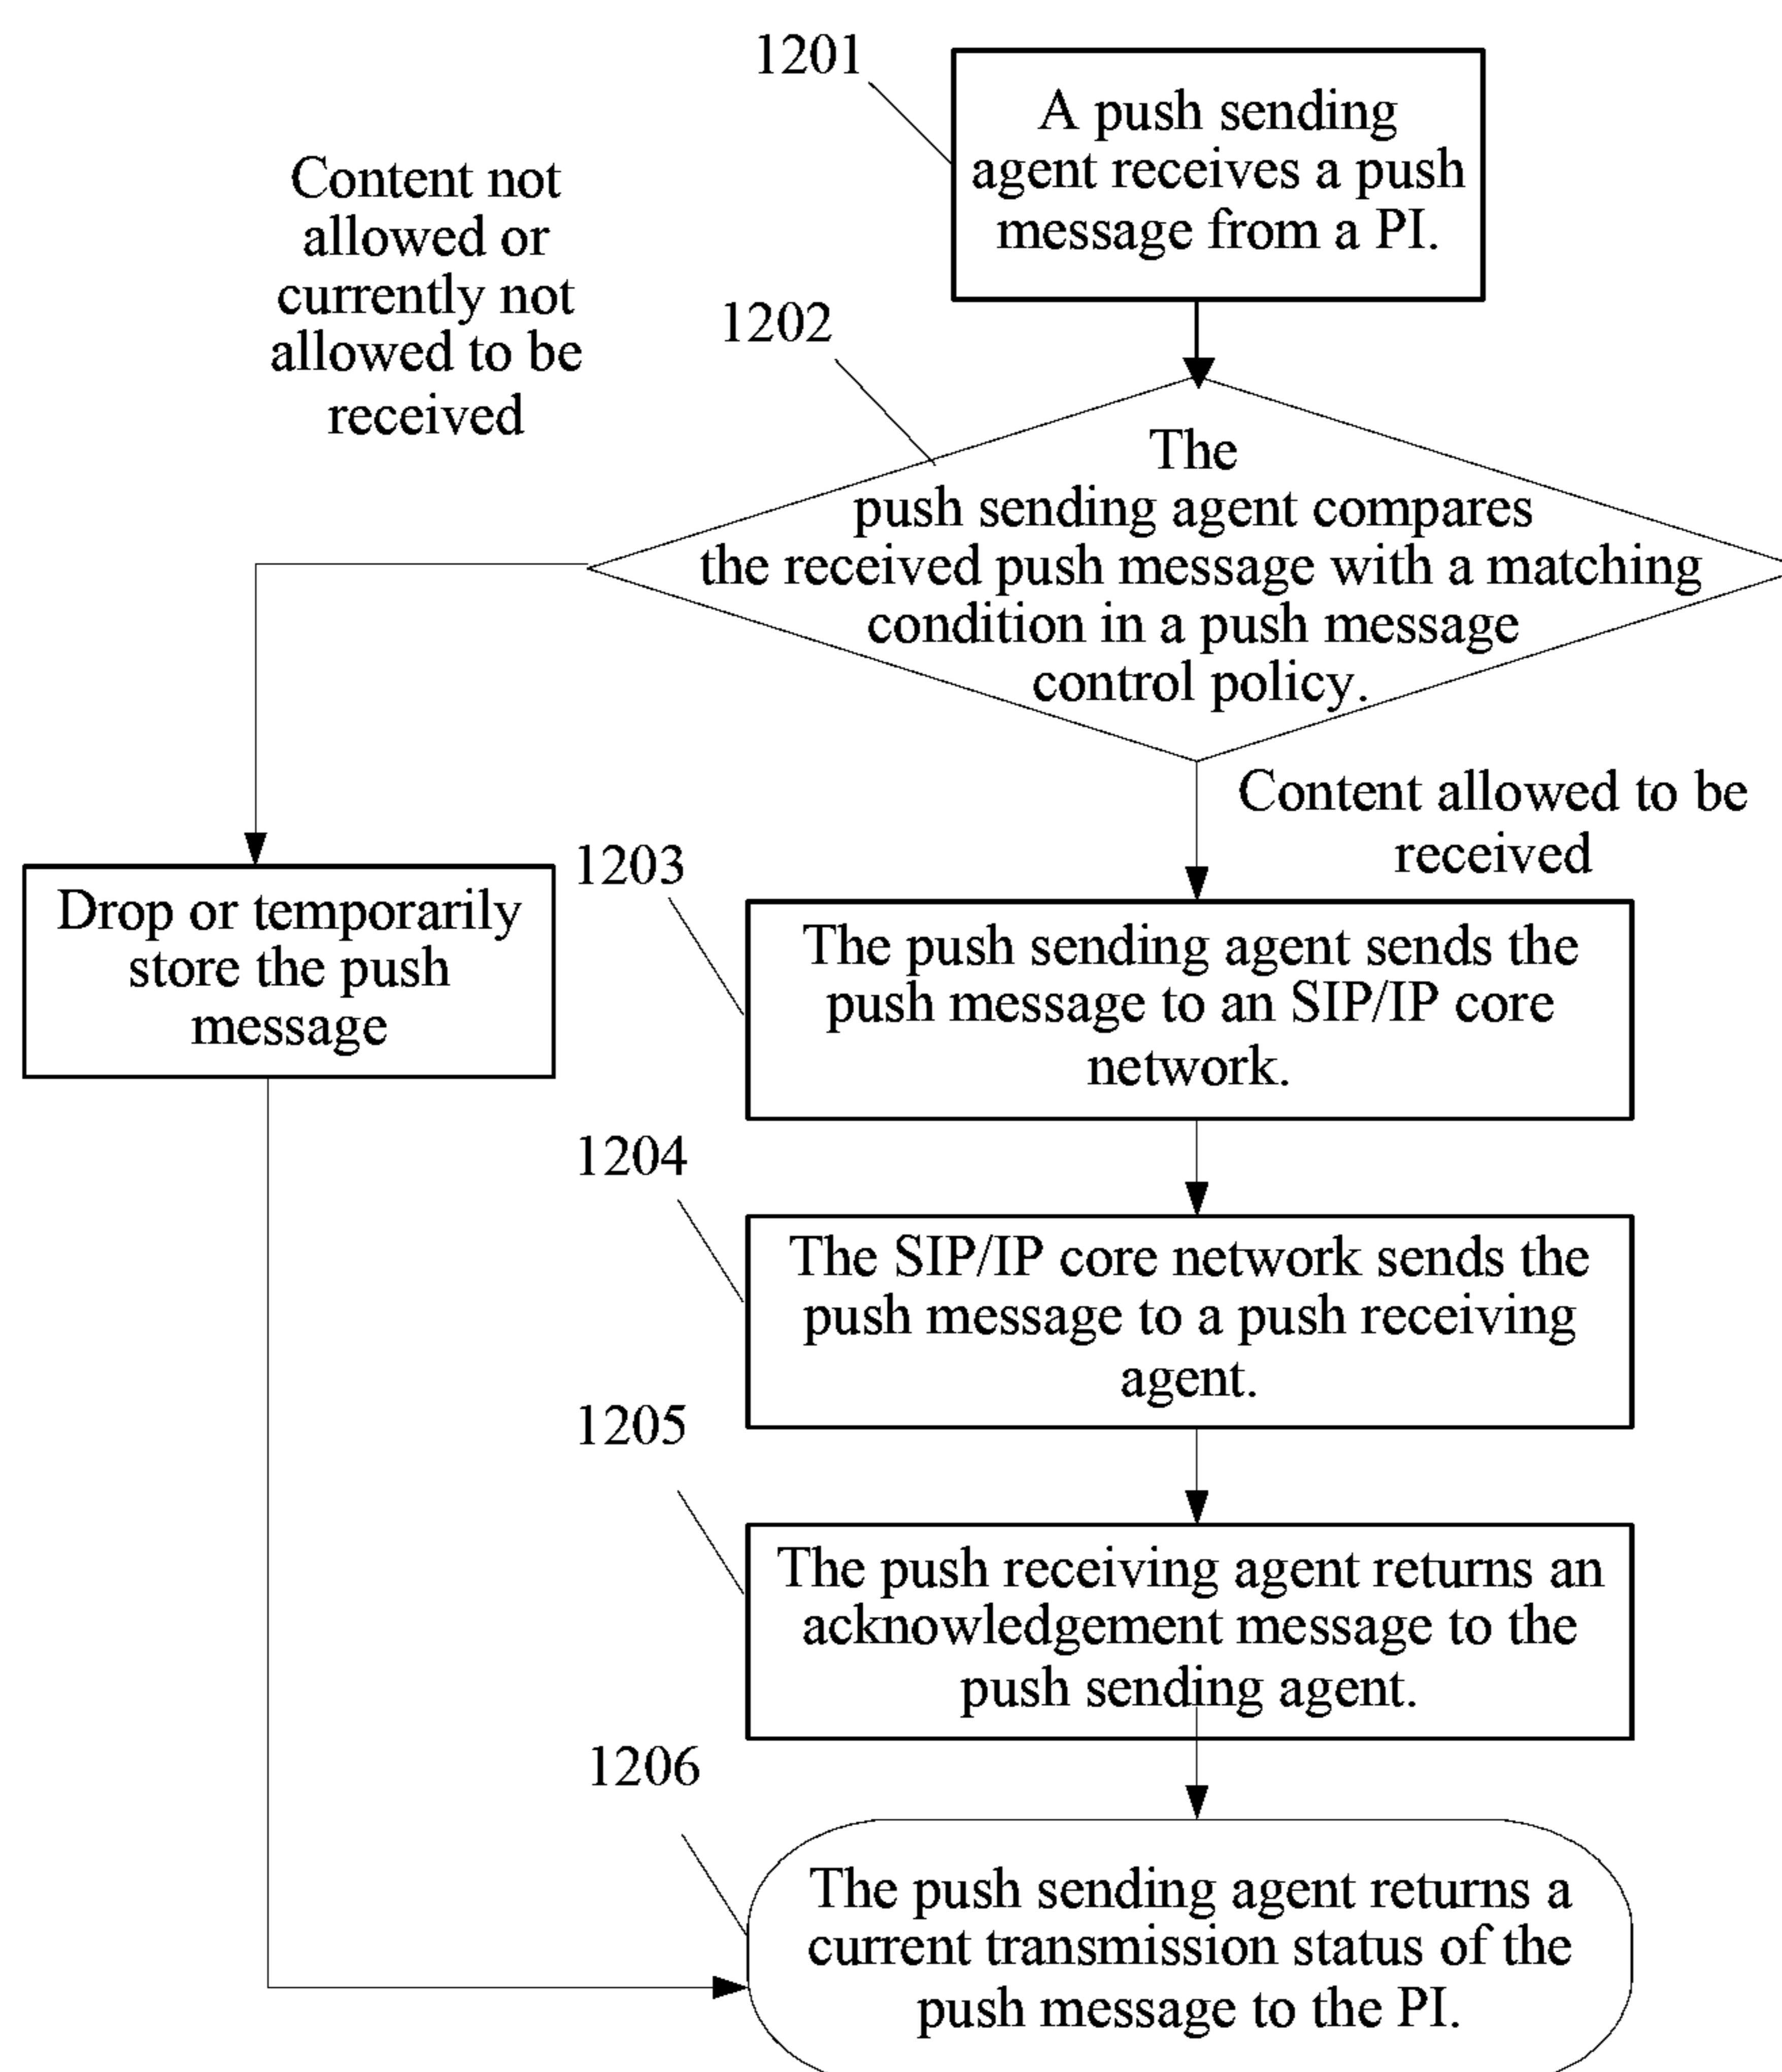 1201
A push sending
agent receives a push
message from a PI.
Content not
allowed or
currently not
allowed to be
received
1202
The
push sending agent compares
the received push message with a matching
condition in a push message
control policy.
Content allowed to be
received
Drop or temporarily
store the push
message
1203
The push sending agent sends the
push message to an SIP/IP core
network.
1204
The SIP/IP core network sends the
push message to a push receiving
agent.
1205
The push receiving agent returns an
acknowledgement message to the
push sending agent.
1206
The push sending agent returns a
current transmission status of the
push message to the PI.